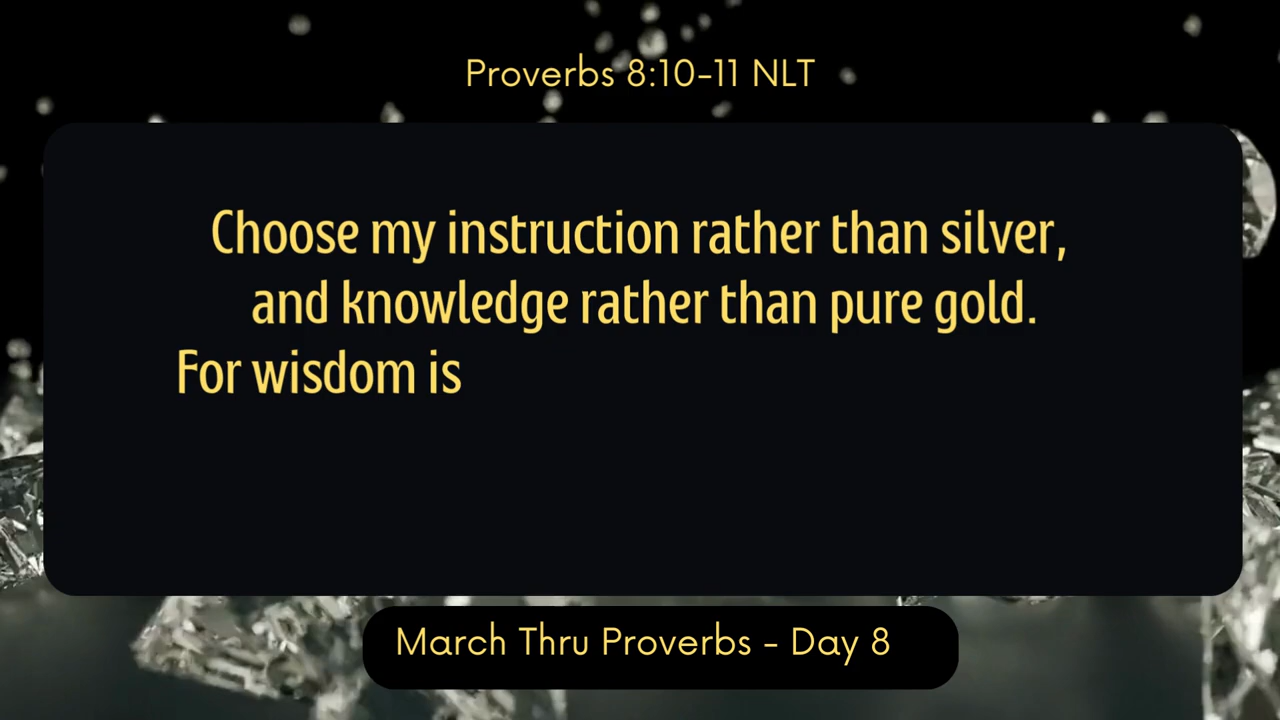 Proverbs 8:10-11 NLT
Choose my instruction rather than silver,
and knowledge rather than pure gold.
For wisdom is
March Thru Proverbs - Day 8